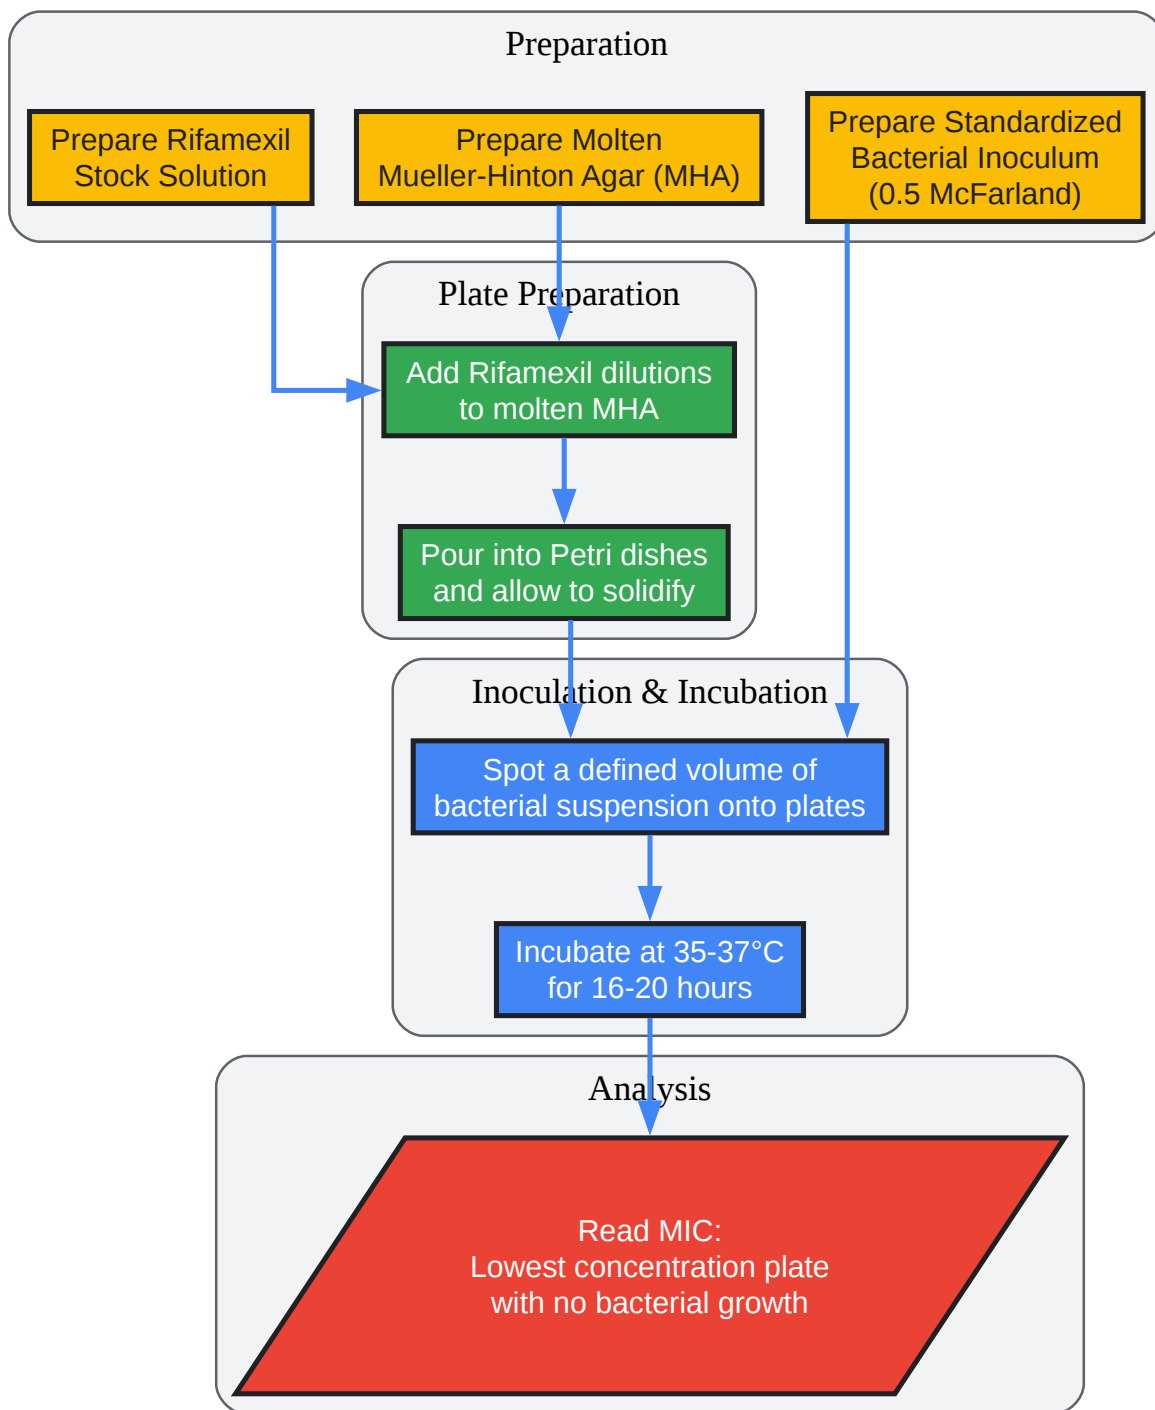 Preparation
Prepare Rifamexil
Stock Solution
Prepare Molten
Mueller-Hinton Agar (MHA)
Prepare Standardized
Bacterial Inoculum
(0.5 McFarland)
Plate Preparation
Add Rifamexil dilutions
to molten MHA
Pour into Petri dishes
and allow to solidify
Inoculation & Incubation
Spot a defined volume of
bacterial suspension onto plates
Incubate at 35-37°C
for 16-20 hours
Analysis
Read MIC:
Lowest concentration plate
with no bacterial growth